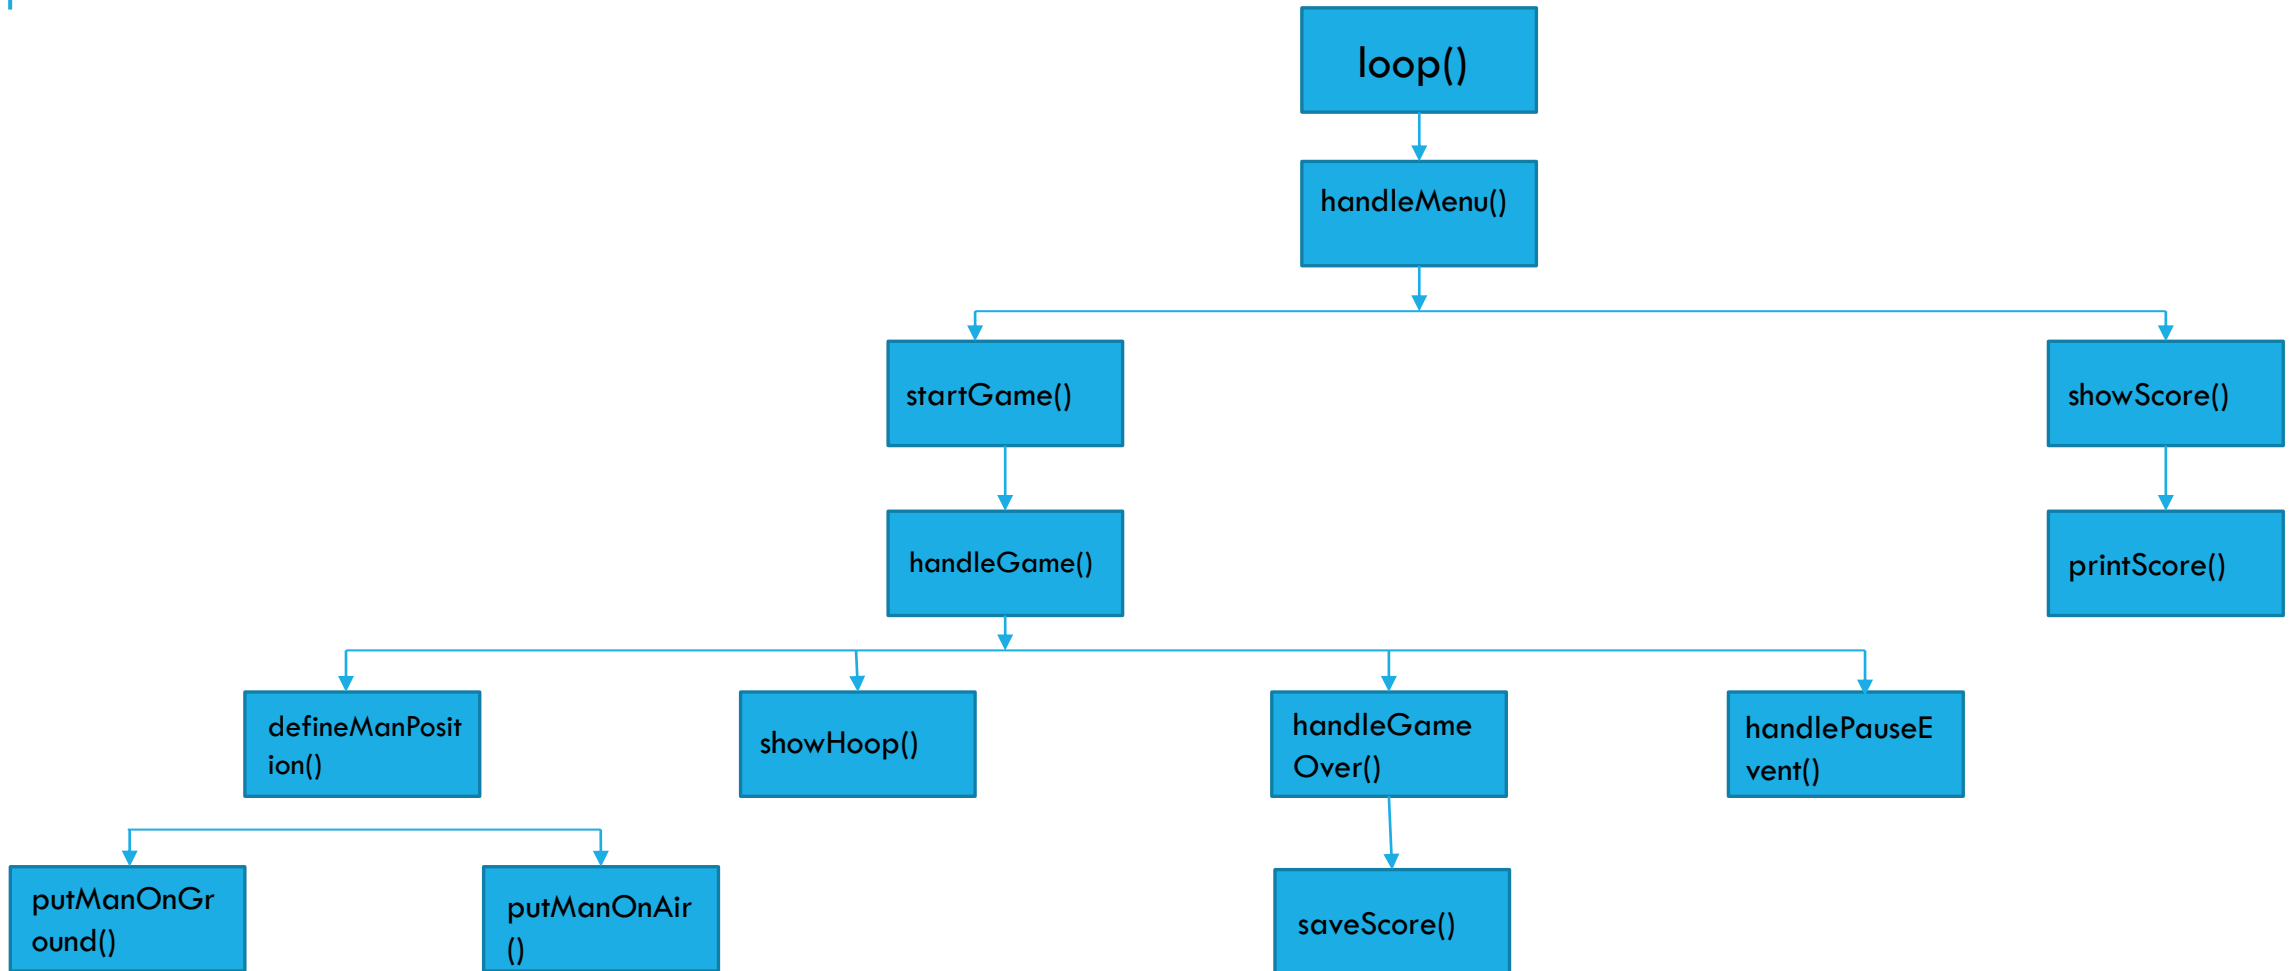 loop()
handleMenu()
startGame()
showScore()
handleGame()
printScore()
defineManPosit
ion()
showHoop()
handleGame
Over()
handlePauseE
vent()
putManOnGr
ound()
putManOnAir
()
saveScore()